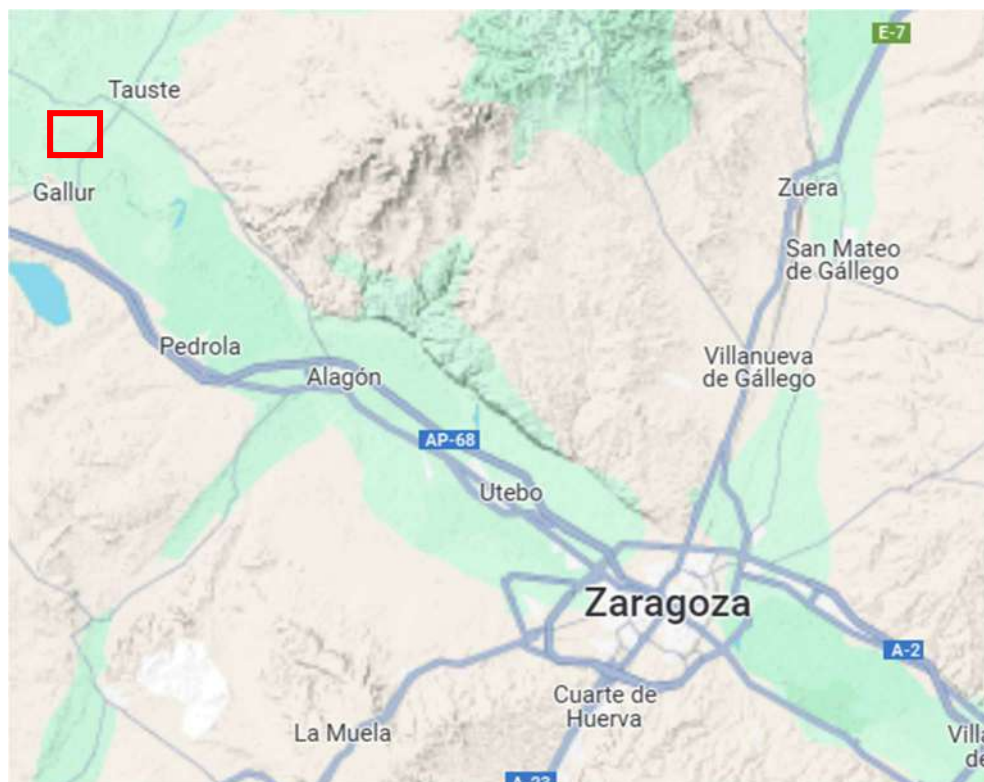 E-7
Tauste
Gallur
Zuera
San Mateo
de Gállego
Pedrola
Villanueva
de Gállego
Alagón
AP-68
Utebo
Zaragoza
A-2
Cuarte de
Huerva
La Muela
A-23